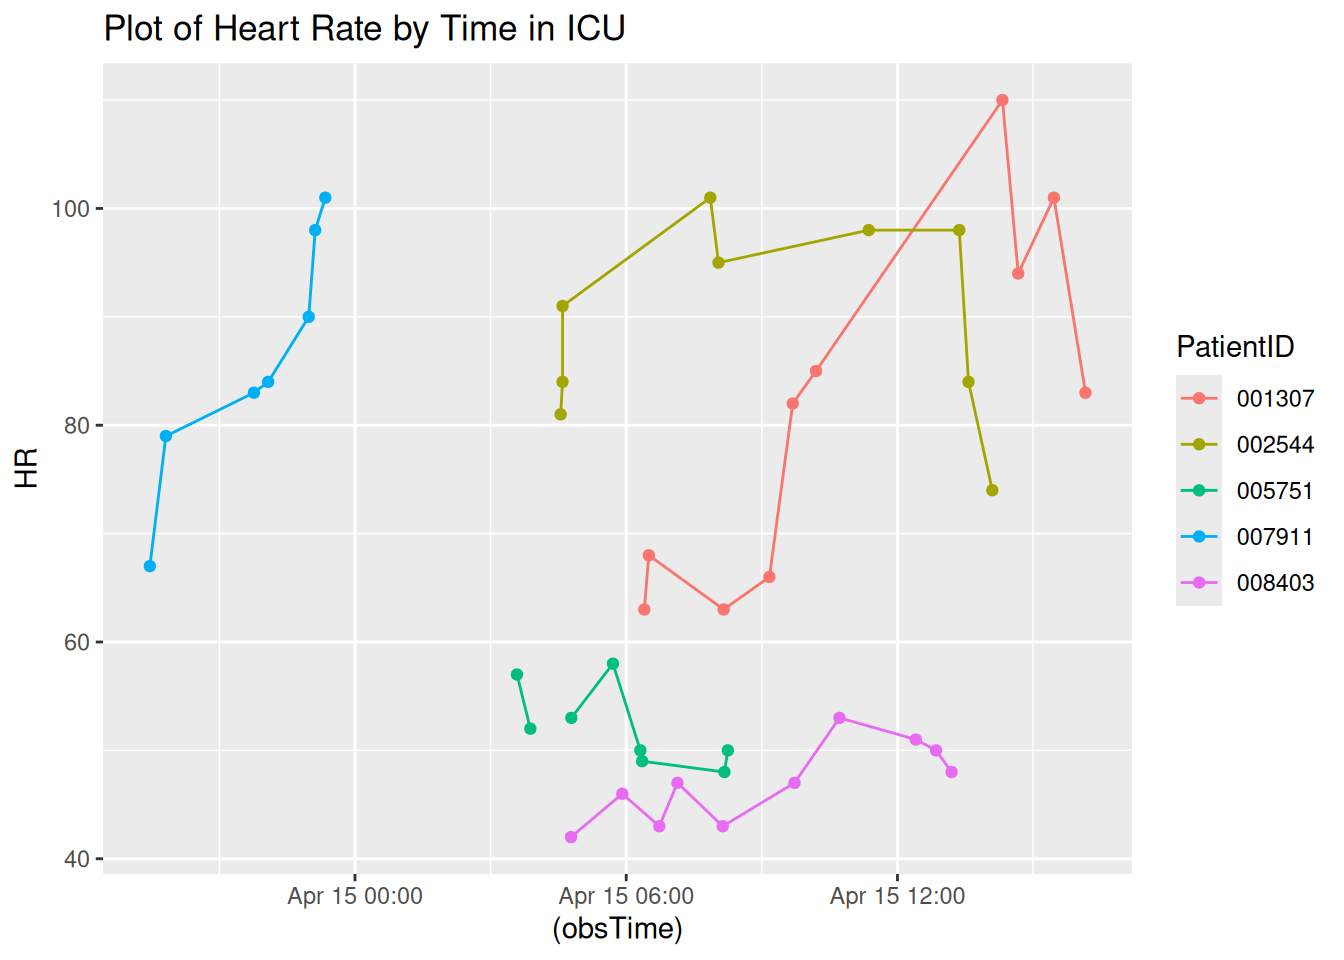 Plot of Heart Rate by Time in ICU
HR
100
80
60
40
Apr 15 00:00
Apr 15 06:00
Apr 15 12:00
(obsTime)
PatientID
001307
002544
005751
007911
008403